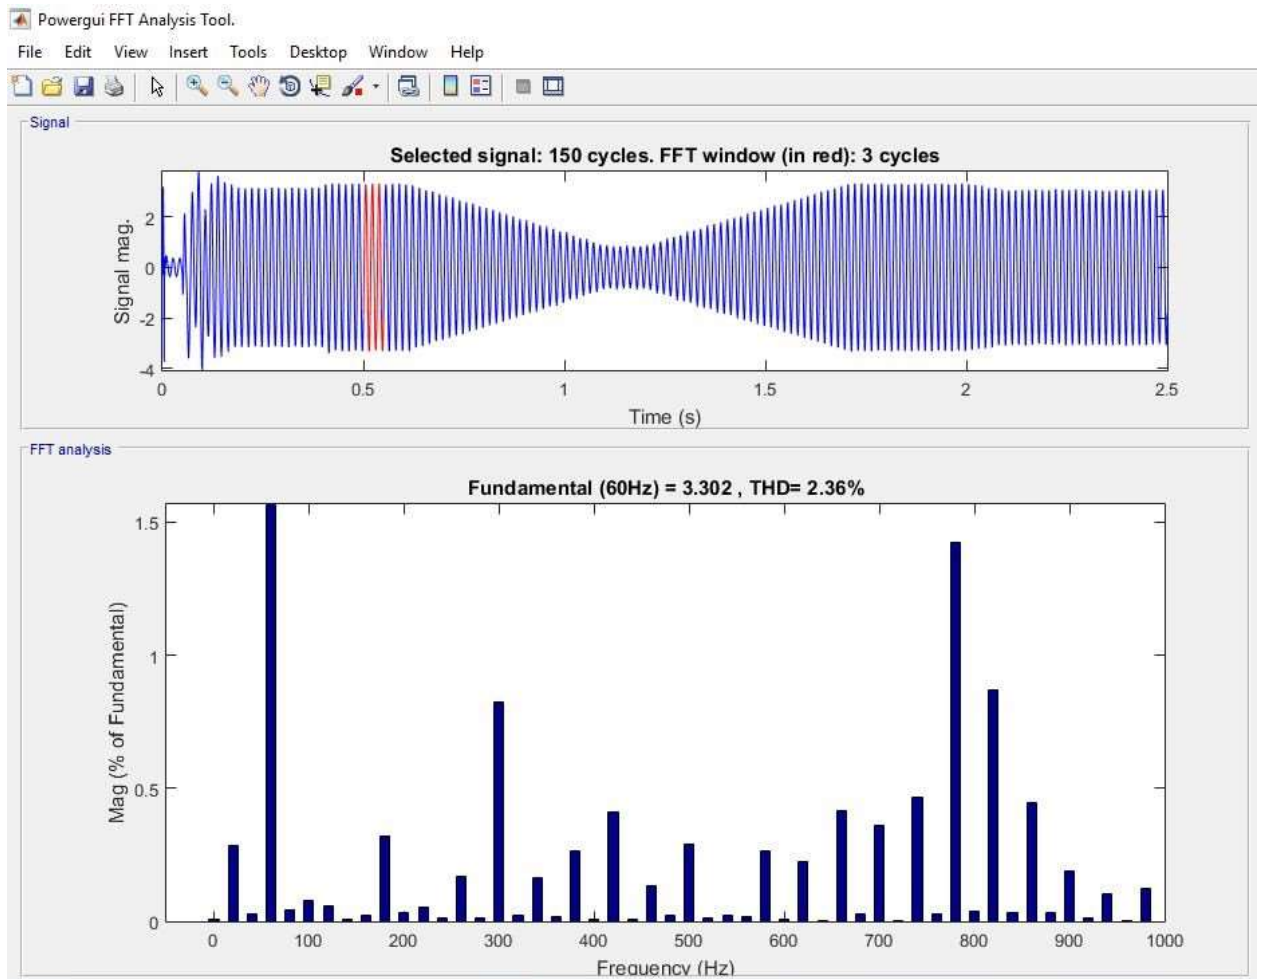 Powergui FFT Analysis Tool.
File Edit View Insert Tools Desktop Window Help
Signal
Selected signal: 150 cycles. FFT window (in red): 3 cycles
Signal mag.
2
0
-2
-4
0 0.5 1 1.5 2 2.5
Time (s)
FFT analysis
Fundamental (60Hz) = 3.302 , THD= 2.36%
Mag (% of Fundamental)
1.5
1
0.5
0
0 100 200 300 400 500 600 700 800 900 1000
Frequency (Hz)